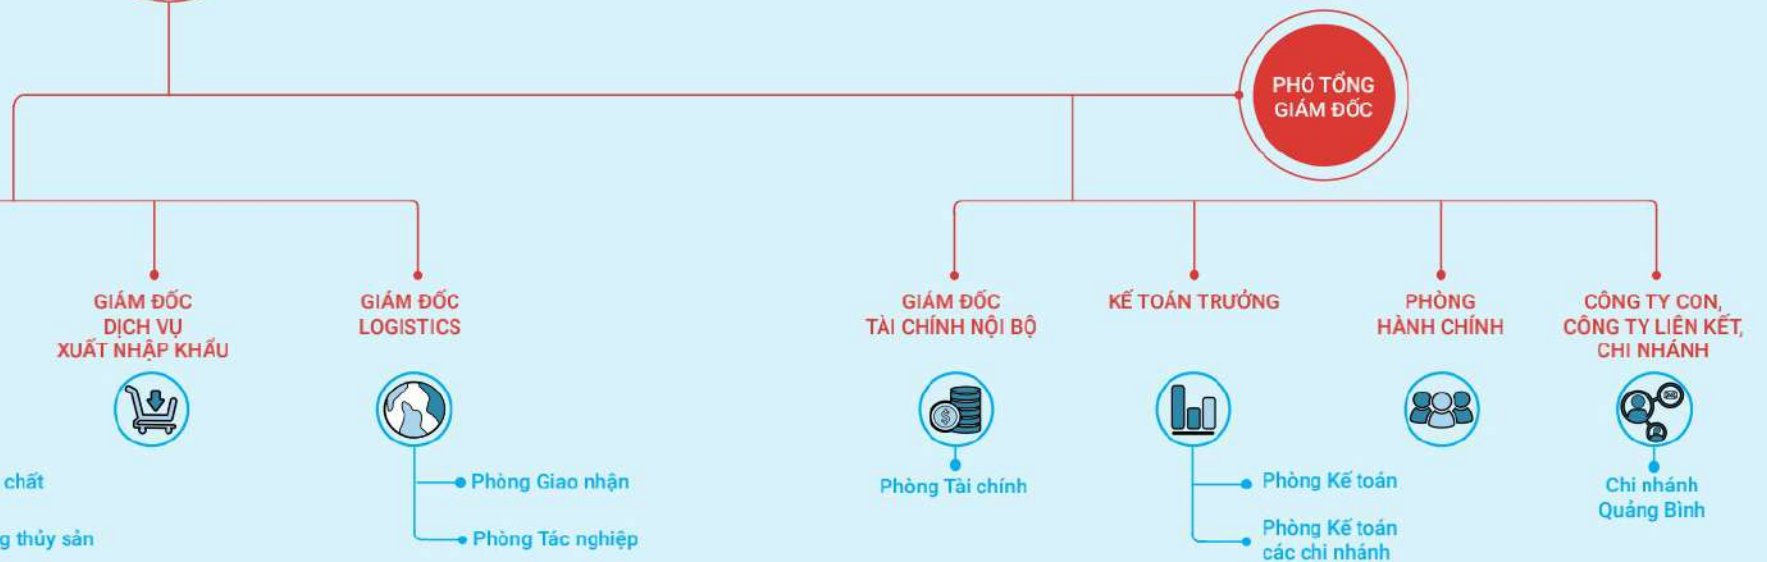 PHÓ TỔNG
GIÁM ĐỐC
GIÁM ĐỐC
DỊCH VỤ
XUẤT NHẬP KHẨU
GIÁM ĐỐC
LOGISTICS
GIÁM ĐỐC
TÀI CHÍNH NỘI BỘ
KẾ TOÁN TRƯỞNG
PHÒNG
HÀNH CHÍNH
CÔNG TY CON,
CÔNG TY LIÊN KẾT,
CHI NHÁNH
chất
g thủy sản
Phòng Giao nhận
Phòng Tác nghiệp
Phòng Tài chính
Phòng Kế toán
Phòng Kế toán
các chi nhánh
Chi nhánh
Quảng Bình